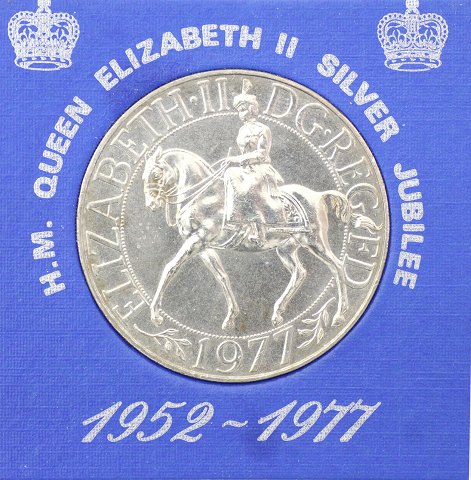 H.M. QUEEN ELIZABETH II SILVER JUBILEE
ELIZABETH·II D·G·REG F·D
1977
1952~1977